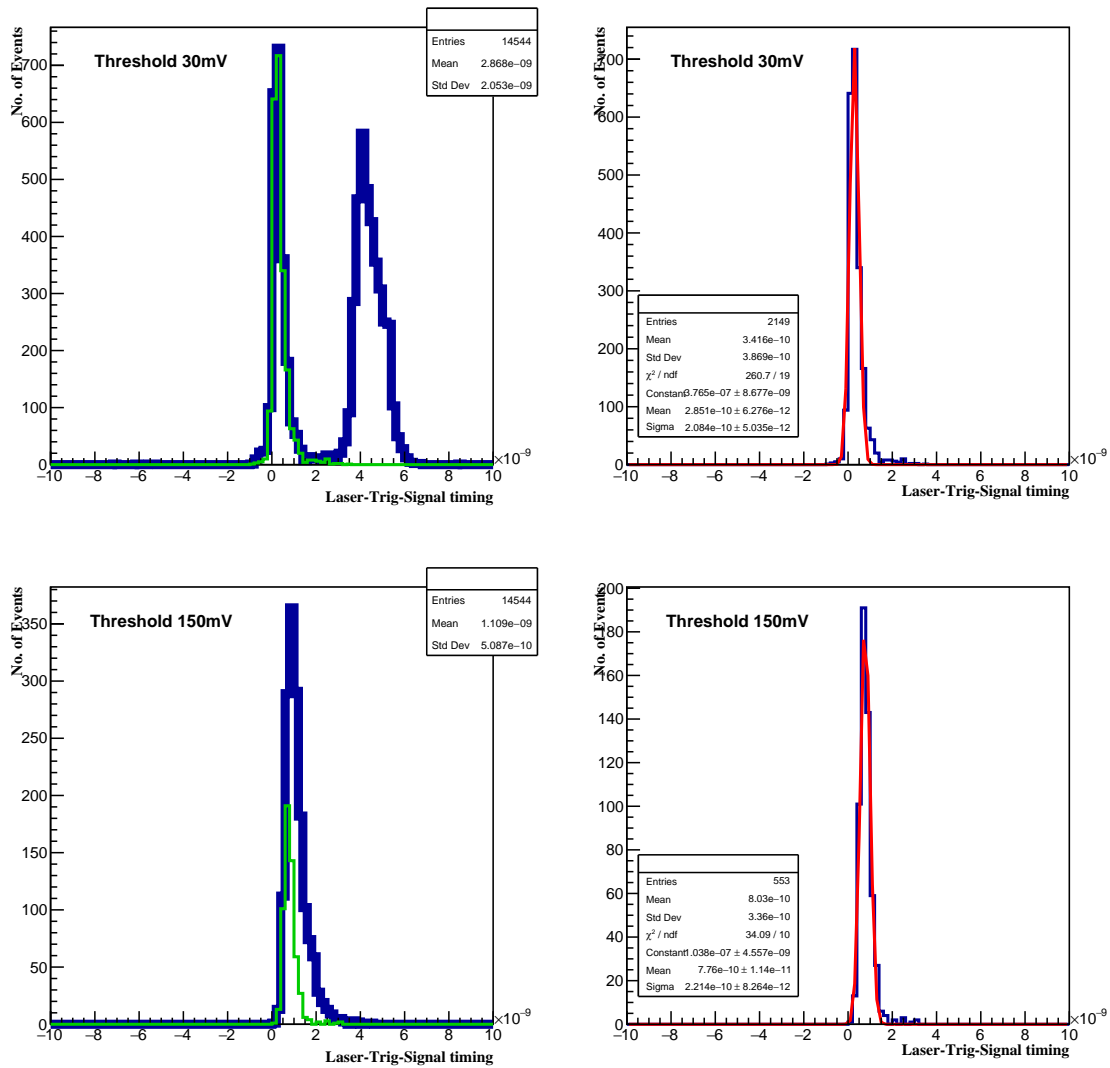 No. of Events
Threshold 30mV
Entries 14544
Mean 2.868e−09
Std Dev 2.053e−09
700
600
500
400
300
200
100
0
−10 −8 −6 −4 −2 0 2 4 6 8 10
×10−9
Laser-Trig-Signal timing
No. of Events
Threshold 30mV
700
600
500
400
300
200
100
0
Entries 2149
Mean 3.416e−10
Std Dev 3.869e−10
χ2 / ndf 260.7 / 19
Constant 3.765e−07 ± 8.677e−09
Mean 2.851e−10 ± 6.276e−12
Sigma 2.084e−10 ± 5.035e−12
−10 −8 −6 −4 −2 0 2 4 6 8 10
×10−9
Laser-Trig-Signal timing
No. of Events
Threshold 150mV
Entries 14544
Mean 1.109e−09
Std Dev 5.087e−10
350
300
250
200
150
100
50
0
−10 −8 −6 −4 −2 0 2 4 6 8 10
×10−9
Laser-Trig-Signal timing
No. of Events
Threshold 150mV
200
180
160
140
120
100
80
60
40
20
0
Entries 553
Mean 8.03e−10
Std Dev 3.36e−10
χ2 / ndf 34.09 / 10
Constant 1.038e−07 ± 4.557e−09
Mean 7.76e−10 ± 1.14e−11
Sigma 2.214e−10 ± 8.264e−12
−10 −8 −6 −4 −2 0 2 4 6 8 10
×10−9
Laser-Trig-Signal timing